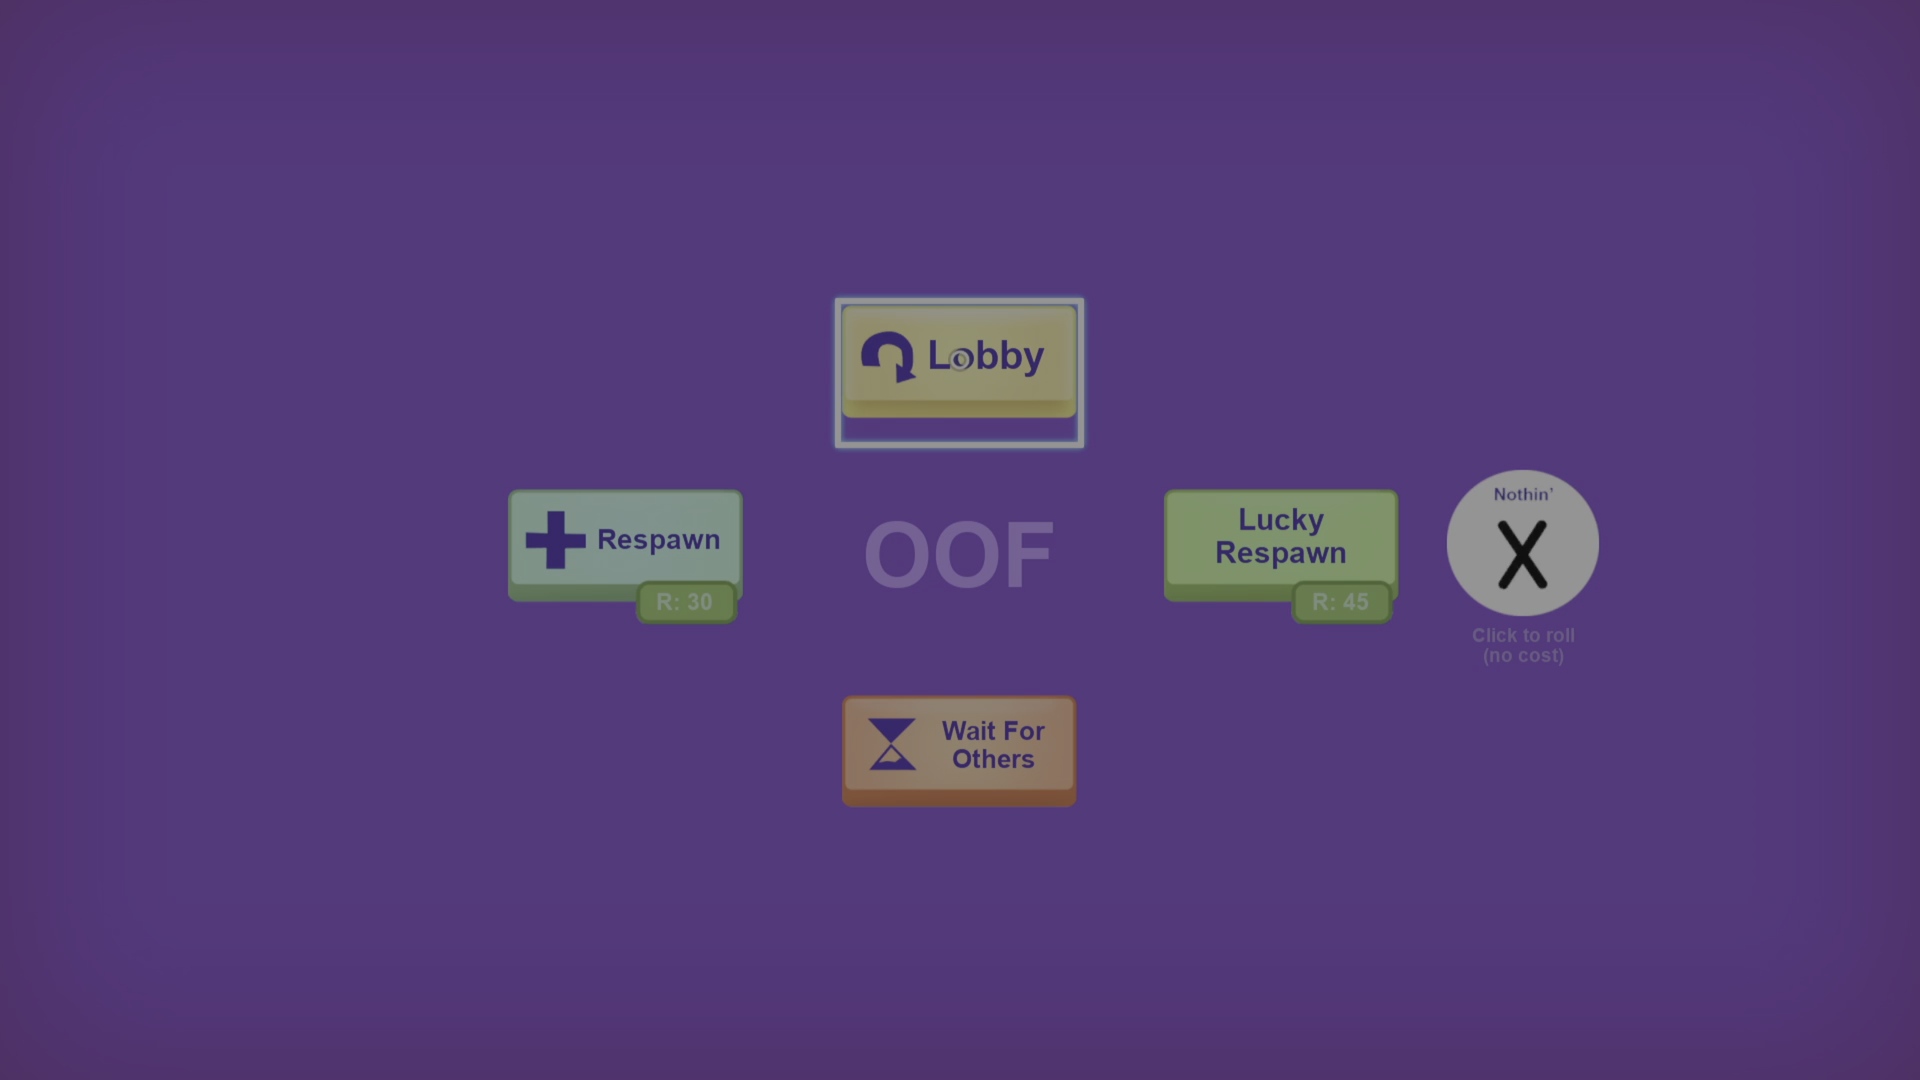 Lobby
Respawn
R: 30
OOF
Lucky
Respawn
R: 45
Nothin'
X
Click to roll
(no cost)
Wait For
Others